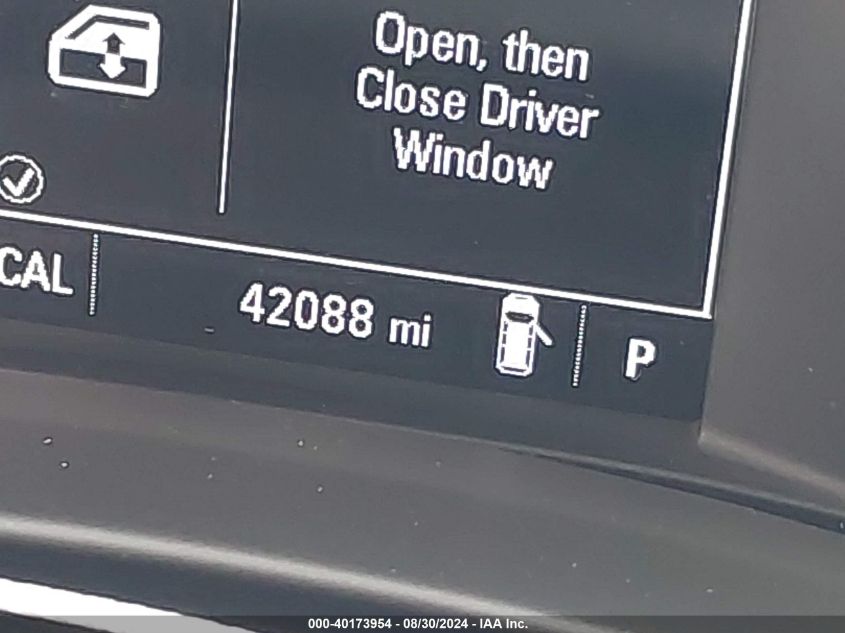 Open, then
Close Driver
Window
CAL
42088 mi
P
000-40173954 - 08/30/2024 - IAA Inc.